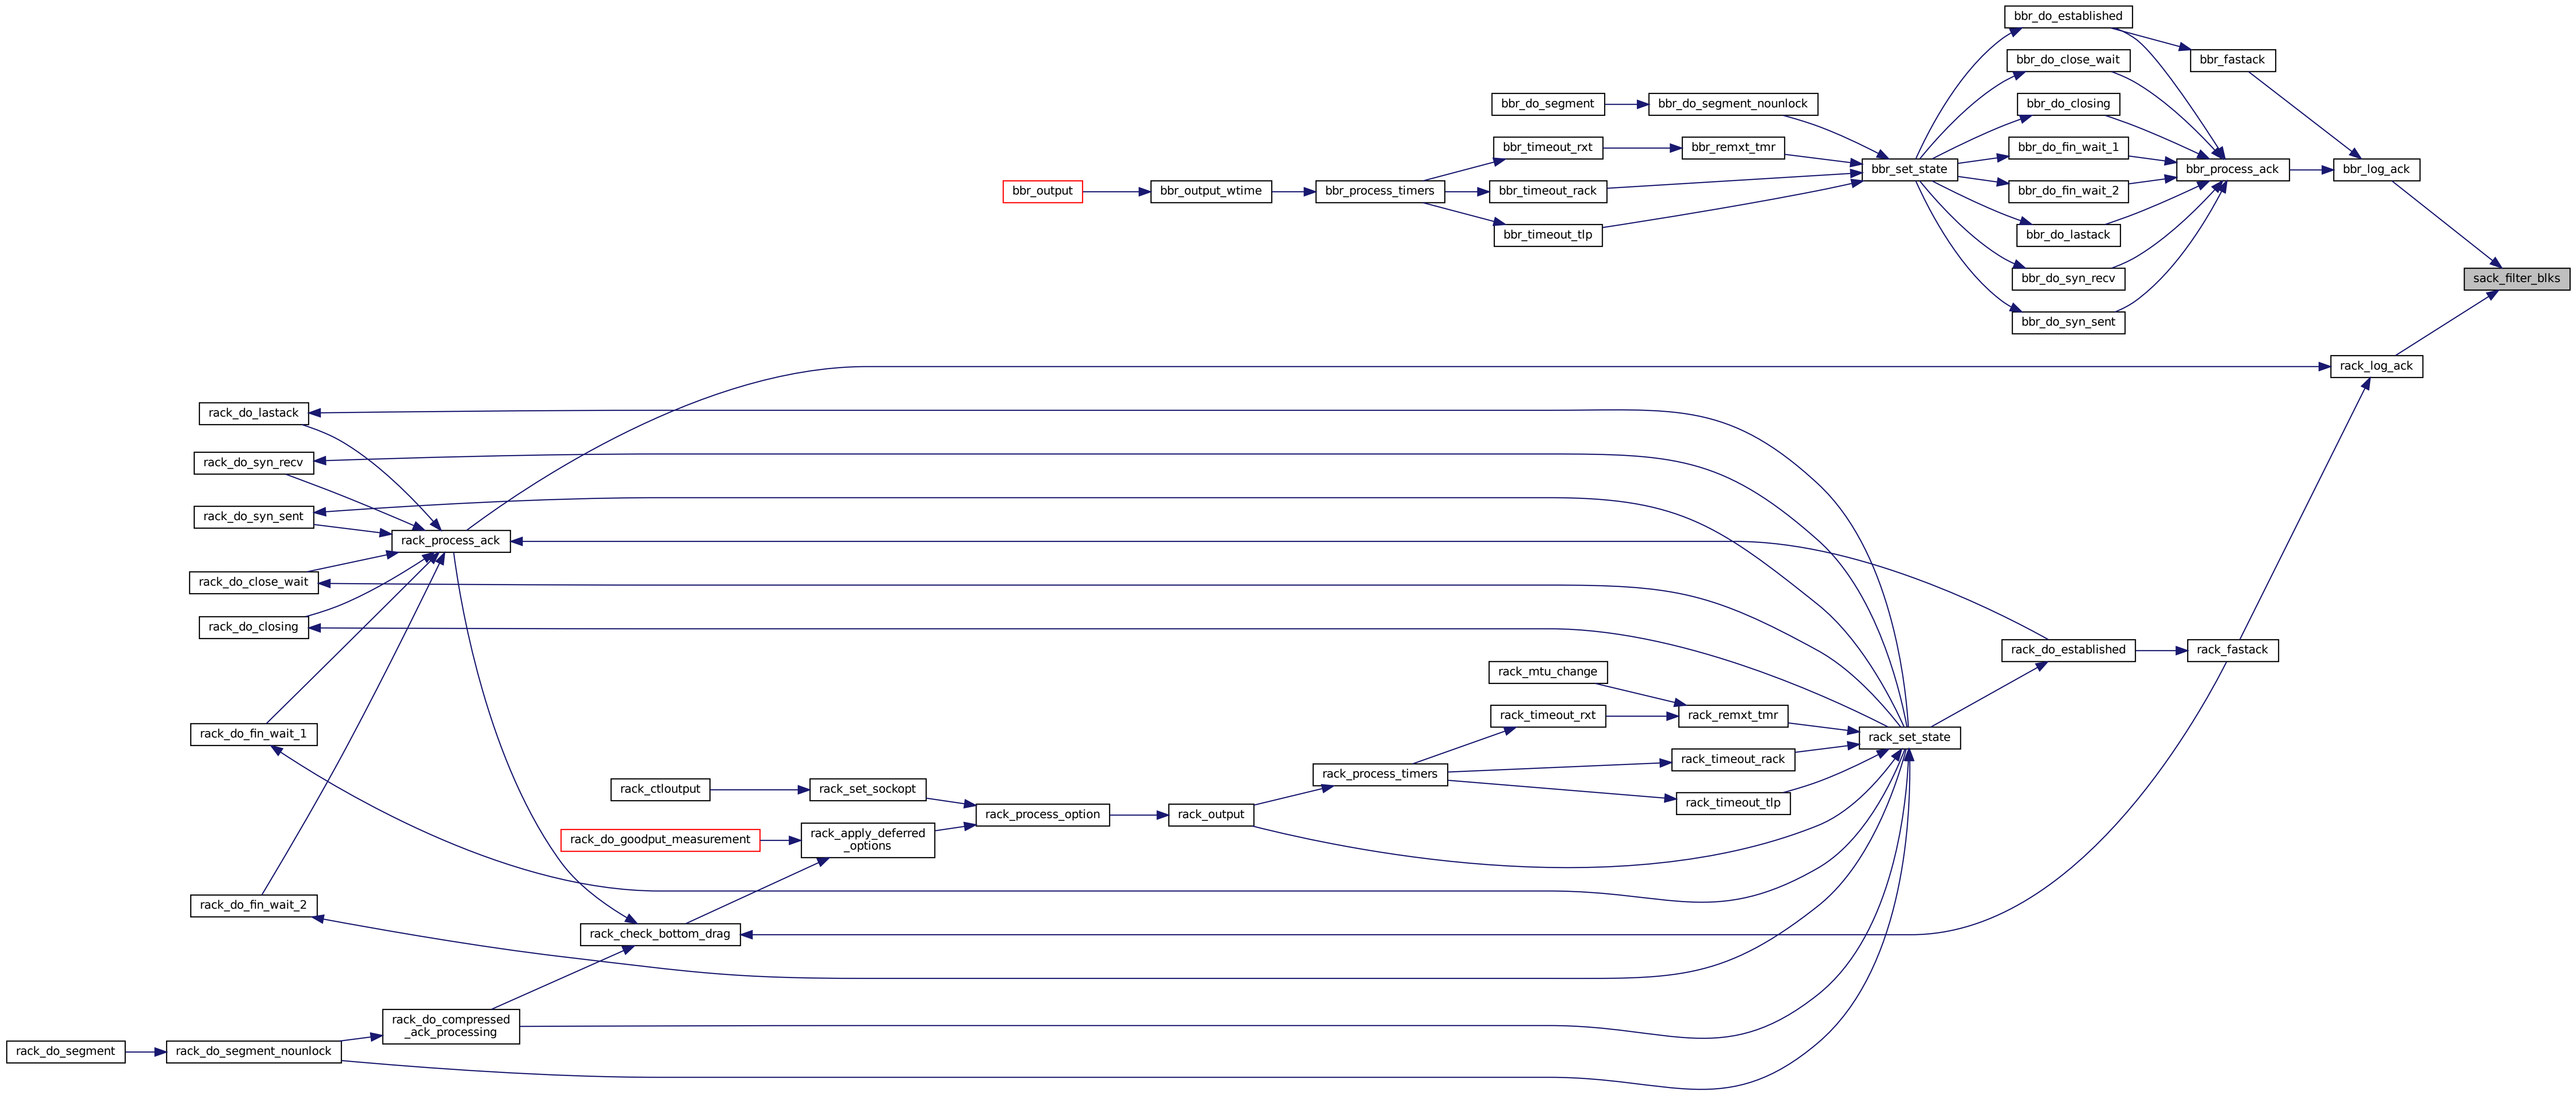 bbr_do_established
bbr_do_close_wait
bbr_fastack
bbr_do_segment
bbr_do_segment_nounlock
bbr_do_closing
bbr_timeout_rxt
bbr_remxt_tmr
bbr_do_fin_wait_1
bbr_set_state
bbr_process_ack
bbr_log_ack
bbr_output
bbr_output_wtime
bbr_process_timers
bbr_timeout_rack
bbr_do_fin_wait_2
bbr_timeout_tlp
bbr_do_lastack
bbr_do_syn_recv
sack_filter_blks
bbr_do_syn_sent
rack_log_ack
rack_do_lastack
rack_do_syn_recv
rack_do_syn_sent
rack_process_ack
rack_do_close_wait
rack_do_closing
rack_do_established
rack_fastack
rack_mtu_change
rack_timeout_rxt
rack_remxt_tmr
rack_do_fin_wait_1
rack_set_state
rack_timeout_rack
rack_process_timers
rack_ctloutput
rack_set_sockopt
rack_timeout_tlp
rack_process_option
rack_output
rack_do_goodput_measurement
rack_apply_deferred
_options
rack_do_fin_wait_2
rack_check_bottom_drag
rack_do_compressed
_ack_processing
rack_do_segment
rack_do_segment_nounlock